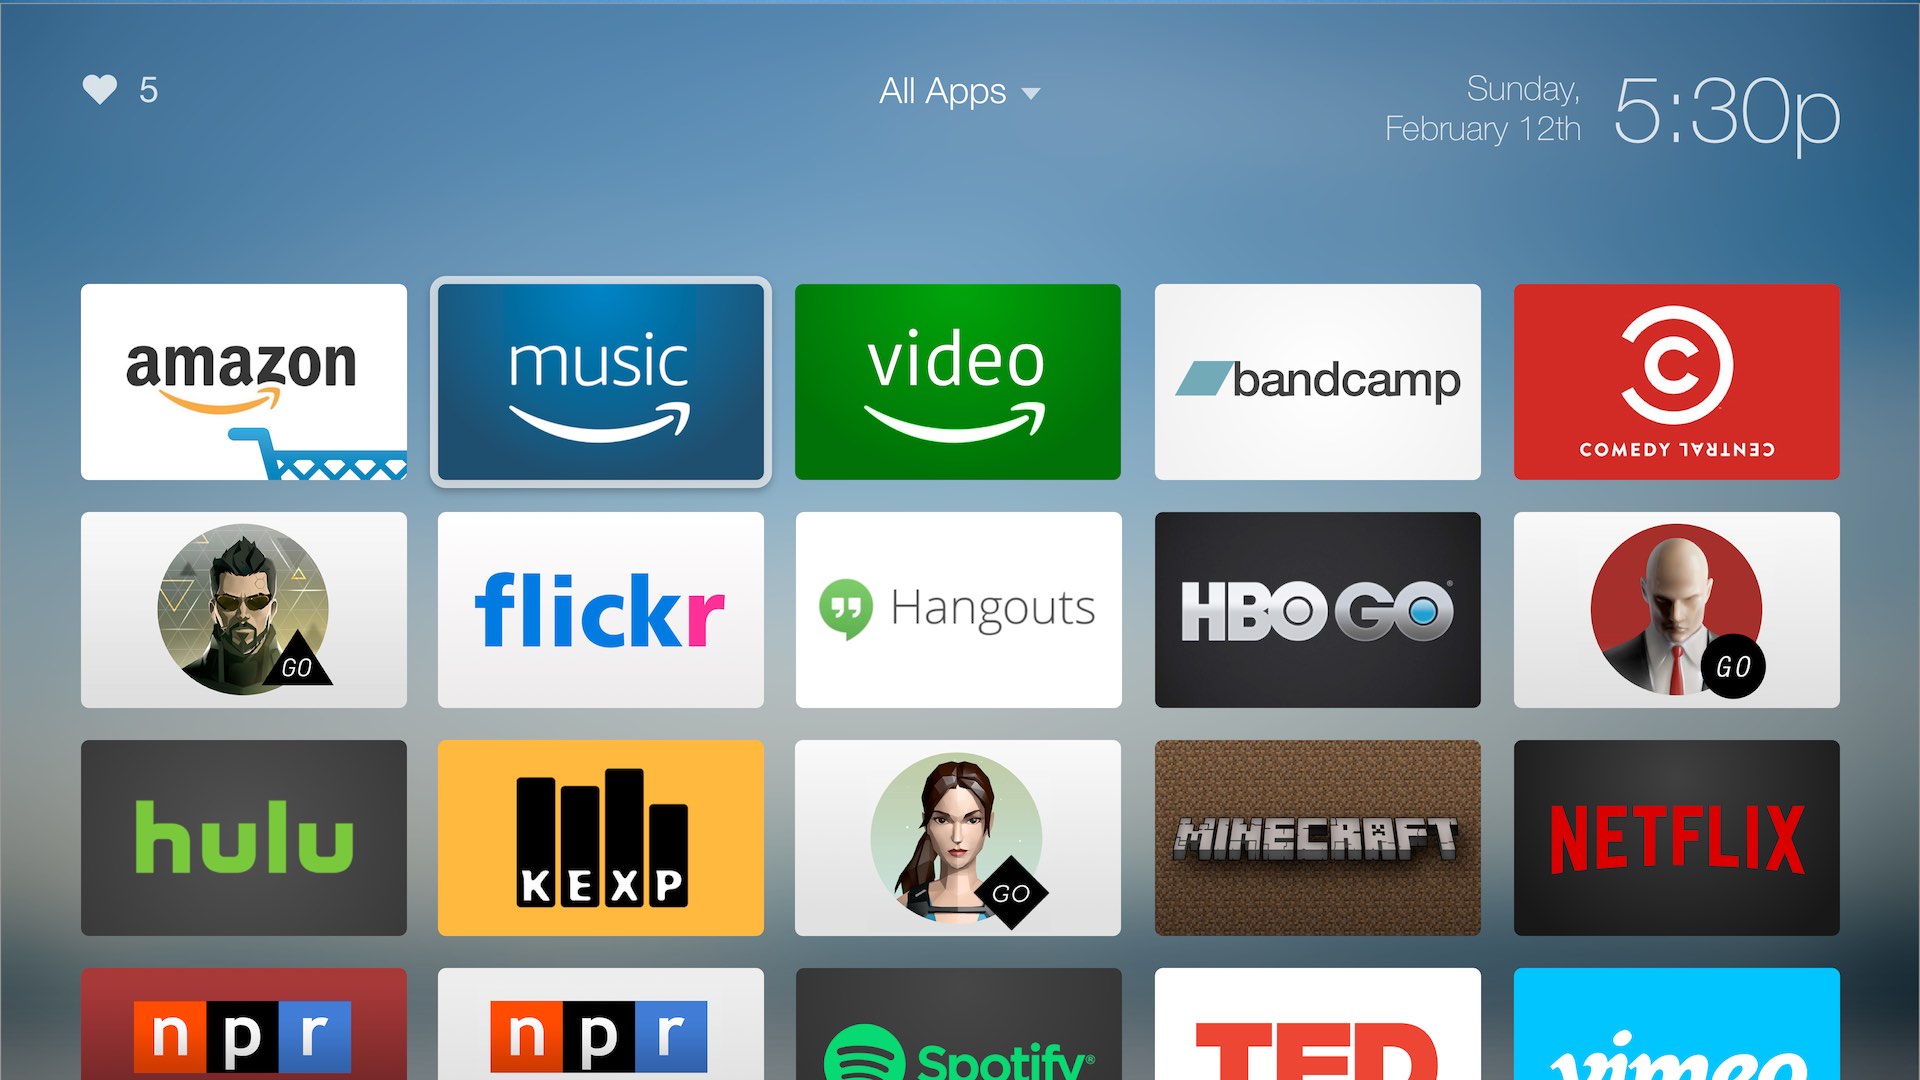 5
All Apps
Sunday,
February 12th
5:30p
amazon
music
video
bandcamp
COMEDY CENTRAL
GO
flickr
Hangouts
HBO GO
GO
hulu
KEXP
GO
MINECRAFT
NETFLIX
npr
npr
Spotify
TED
vimeo